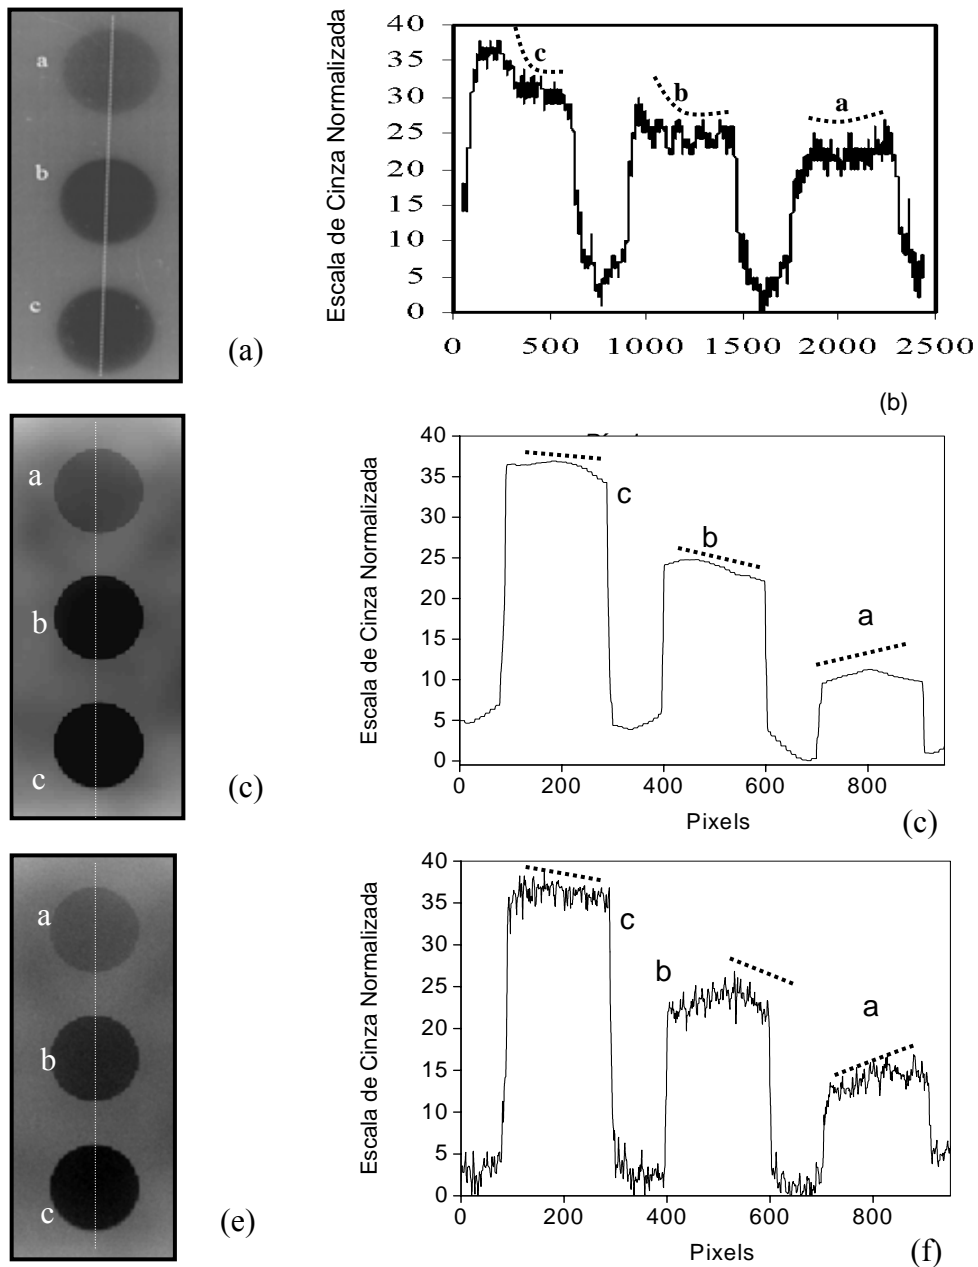 a
b
c
(a)
Escala de Cinza Normalizada
40
35
30
25
20
15
10
5
0
c
b
a
0 500 1000 1500 2000 2500
(b)
a
b
c
(c)
Escala de Cinza Normalizada
40
35
30
25
20
15
10
5
0
c
b
a
0 200 400 600 800
Pixels
(c)
a
b
c
(e)
Escala de Cinza Normalizada
40
35
30
25
20
15
10
5
0
c
b
a
0 200 400 600 800
Pixels
(f)